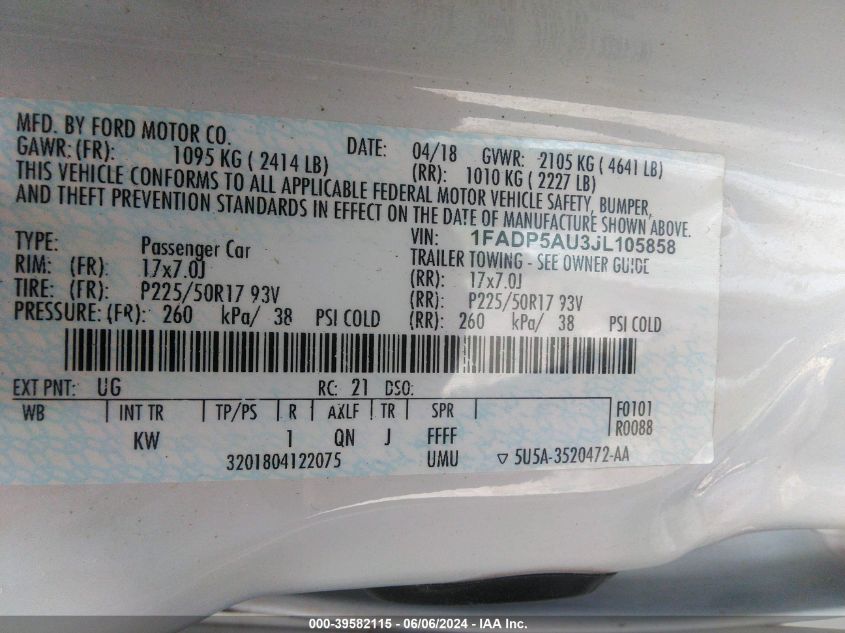 MFD. BY FORD MOTOR CO.
DATE: 04/18 GVWR: 2105 KG ( 4641 LB)
GAWR: (FR): 1095 KG ( 2414 LB) (RR): 1010 KG ( 2227 LB)
THIS VEHICLE CONFORMS TO ALL APPLICABLE FEDERAL MOTOR VEHICLE SAFETY, BUMPER,
AND THEFT PREVENTION STANDARDS IN EFFECT ON THE DATE OF MANUFACTURE SHOWN ABOVE.
VIN: 1FADP5AU3JL105858
TYPE: Passenger Car TRAILER TOWING - SEE OWNER GUIDE
RIM: (FR): 17x7.0J (RR): 17x7.0J
TIRE: (FR): P225/50R17 93V (RR): P225/50R17 93V
PRESSURE: (FR): 260 kPa/ 38 PSI COLD (RR): 260 kPa/ 38 PSI COLD
EXT PNT: UG RC: 21 DSO:
WB INT TR TP/PS R AXLE TR SPR F0101
R0088
KW 1 QN J FFFF
3201804122075 UMU ▽ 5U5A-3520472-AA
000-39582115 - 06/06/2024 - IAA Inc.